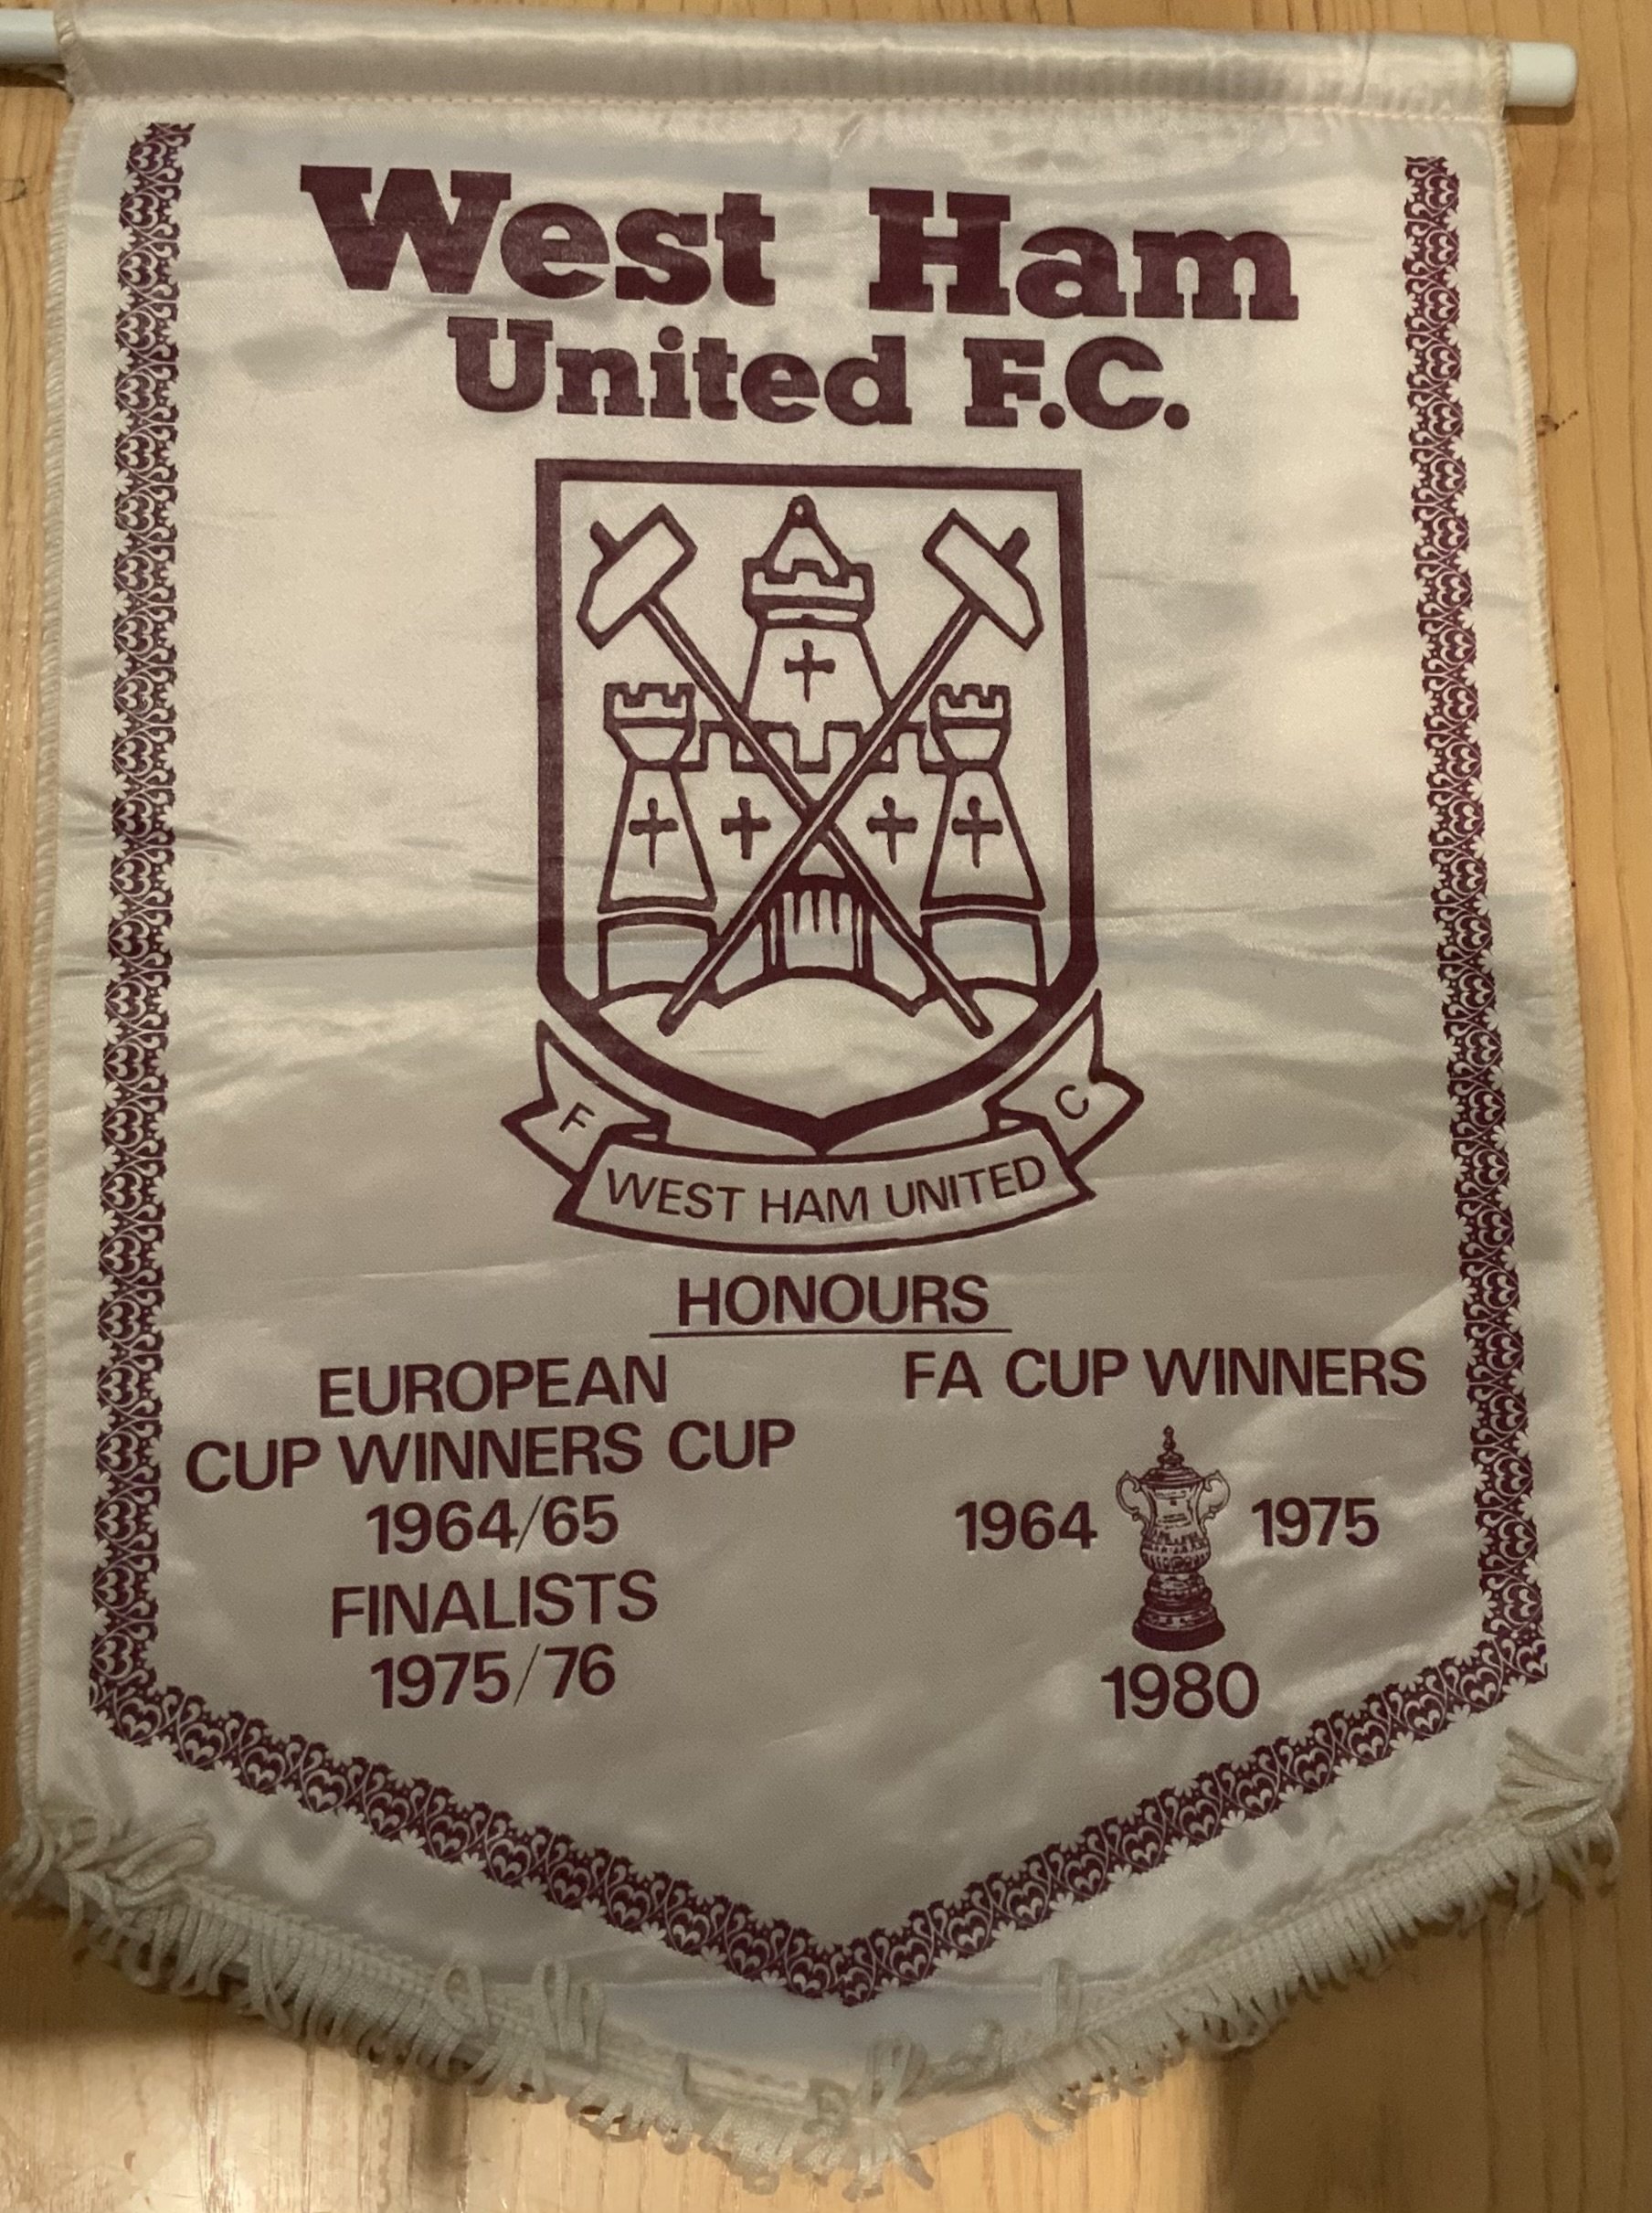 West Ham
United F.C.
F C
WEST HAM UNITED
HONOURS
EUROPEAN
CUP WINNERS CUP
1964/65
FINALISTS
1975/76
FA CUP WINNERS
1964 1975
1980